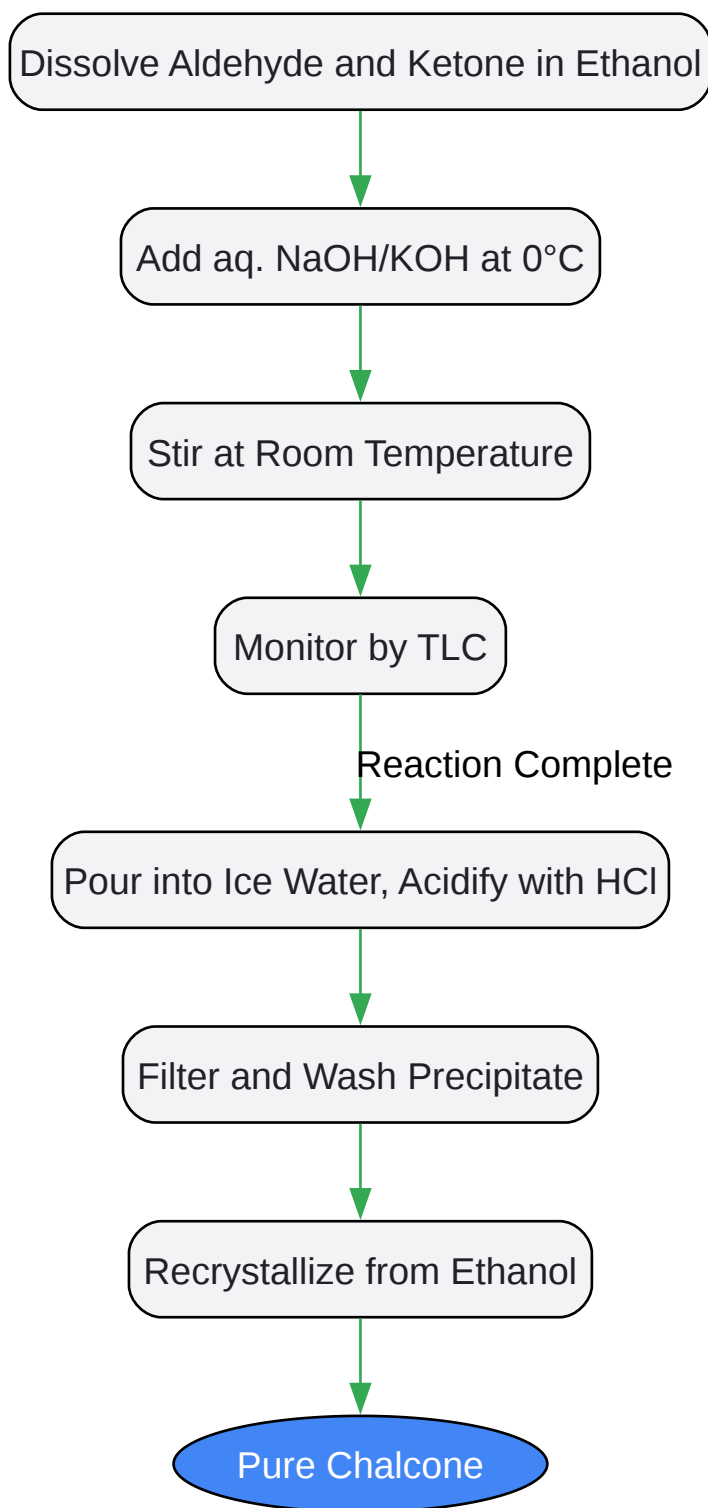 Dissolve Aldehyde and Ketone in Ethanol
Add aq. NaOH/KOH at 0°C
Stir at Room Temperature
Monitor by TLC
Reaction Complete
Pour into Ice Water, Acidify with HCl
Filter and Wash Precipitate
Recrystallize from Ethanol
Pure Chalcone